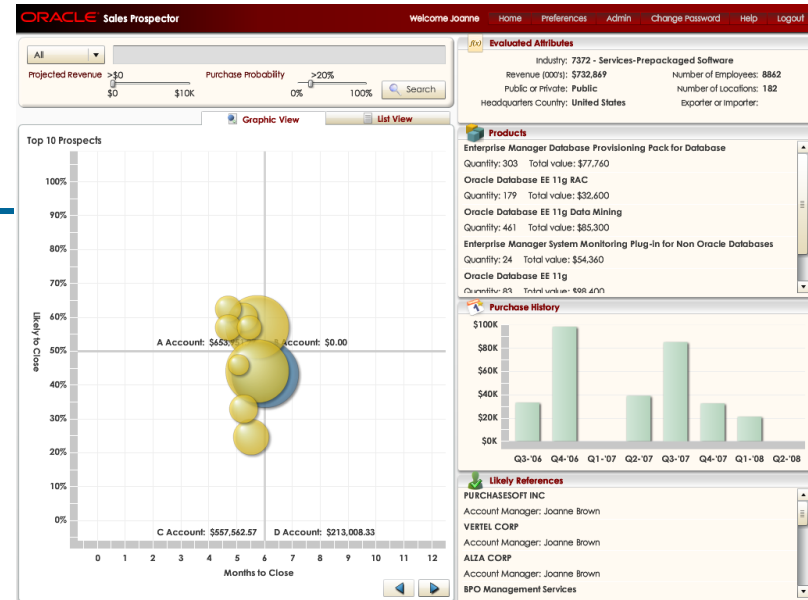 ORACLE Sales Prospector
Welcome Joanne Home Preferences Admin Change Password Help Logout
All
Projected Revenue >$0
$0 $10K
Purchase Probability >20%
0% 100%
Search
Graphic View List View
Top 10 Prospects
100%
90%
80%
70%
60%
50%
40%
30%
20%
10%
0%
Likely to Close
A Account: Account: $0.00
C Account: $557,562.57 D Account: $213,008.33
0 1 2 3 4 5 6 7 8 9 10 11 12
Months to Close
f(x) Evaluated Attributes
Industry: 7372 - Services-Prepackaged Software
Revenue (000's): $732,869 Number of Employees: 8862
Public or Private: Public Number of Locations: 182
Headquarters Country: United States Exporter or Importer:
Products
Enterprise Manager Database Provisioning Pack for Database
Quantity: 303 Total value: $77,760
Oracle Database EE 11g RAC
Quantity: 179 Total value: $32,600
Oracle Database EE 11g Data Mining
Quantity: 461 Total value: $85,300
Enterprise Manager System Monitoring Plug-in for Non Oracle Databases
Quantity: 24 Total value: $54,360
Oracle Database EE 11g
Quantity: 83 Total value: $98,400
Purchase History
$100K
$80K
$60K
$40K
$20K
$0K
Q3-'06 Q4-'06 Q1-'07 Q2-'07 Q3-'07 Q4-'07 Q1-'08 Q2-'08
Likely References
PURCHASESOFT INC
Account Manager: Joanne Brown
VERTEL CORP
Account Manager: Joanne Brown
ALZA CORP
Account Manager: Joanne Brown
BPO Management Services